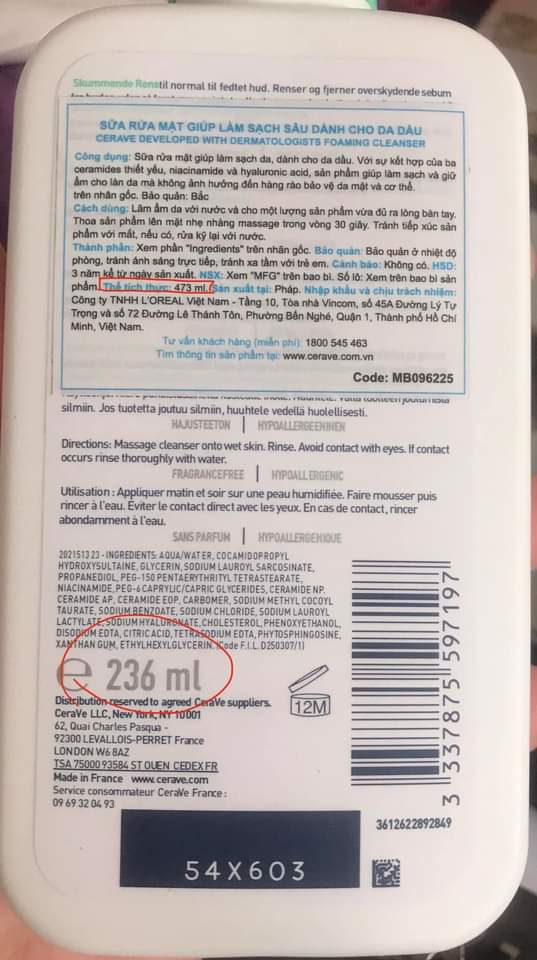 Skummende Renstil normal til fedtet hud. Renser og fjerner overskydende sebum
SỮA RỬA MẶT GIÚP LÀM SẠCH SÂU DÀNH CHO DA DẦU
CERAVE DEVELOPED WITH DERMATOLOGISTS FOAMING CLEANSER
Công dụng: Sữa rửa mặt giúp làm sạch da, dành cho da dầu. Với sự kết hợp của ba
ceramides thiết yếu, niacinamide và hyaluronic acid, sản phẩm giúp làm sạch và giữ
ẩm cho làn da mà không ảnh hưởng đến hàng rào bảo vệ da mặt và cơ thể.
trên nhãn gốc. Bảo quản: Bắc
Cách dùng: Làm ẩm da với nước và cho một lượng sản phẩm vừa đủ ra lòng bàn tay.
Thoa sản phẩm lên mặt nhẹ nhàng massage trong vòng 30 giây. Tránh tiếp xúc sản
phẩm với mắt, nếu có, rửa kỹ lại với nước.
Thành phần: Xem phần "Ingredients" trên nhãn gốc. Bảo quản: Bảo quản ở nhiệt độ
phòng, tránh ánh sáng trực tiếp, tránh xa tầm với trẻ em. Cảnh báo: Không có. HSD:
3 năm kể từ ngày sản xuất. NSX: Xem "MFG" trên bao bì. Số lô: Xem trên bao bì sản
phẩm. Thể tích thực: 473 ml. Sản xuất tại: Pháp. Nhập khẩu và chịu trách nhiệm:
Công ty TNHH L'OREAL Việt Nam - Tầng 10, Tòa nhà Vincom, số 45A Đường Lý Tự
Trọng và số 72 Đường Lê Thánh Tôn, Phường Bến Nghé, Quận 1, Thành phố Hồ Chí
Minh, Việt Nam.
Tư vấn khách hàng (miễn phí): 1800 545 463
Tìm thông tin sản phẩm tại: www.cerave.com.vn
Code: MB096225
silmiin. Jos tuotetta joutuu silmiin, huuhtele vedellä huolellisesti.
HAJUSTEETON | HYPOALLERGEENINEN
Directions: Massage cleanser onto wet skin. Rinse. Avoid contact with eyes. If contact
occurs rinse thoroughly with water.
FRAGRANCE FREE | HYPOALLERGENIC
Utilisation : Appliquer matin et soir sur une peau humidifiée. Faire mousser puis
rincer à l'eau. Eviter le contact direct avec les yeux. En cas de contact, rincer
abondamment à l'eau.
SANS PARFUM | HYPOALLERGENIQUE
2021513 23 - INGREDIENTS: AQUA/WATER, COCAMIDOPROPYL
HYDROXYSULTAINE, GLYCERIN, SODIUM LAUROYL SARCOSINATE,
PROPANEDIOL, PEG-150 PENTAERYTHRITYL TETRASTEARATE,
NIACINAMIDE, PEG-6 CAPRYLIC/CAPRIC GLYCERIDES, CERAMIDE NP,
CERAMIDE AP, CERAMIDE EOP, CARBOMER, SODIUM METHYL COCOYL
TAURATE, SODIUM BENZOATE, SODIUM CHLORIDE, SODIUM LAUROYL
LACTYLATE, SODIUM HYALURONATE, CHOLESTEROL, PHENOXYETHANOL,
DISODIUM EDTA, CITRIC ACID, TETRASODIUM EDTA, PHYTOSPHINGOSINE,
XANTHAN GUM, ETHYLHEXYLGLYCERIN. (Code F.I.L. D250307/1)
e 236 ml
12M
Distribution reserved to agreed CeraVe suppliers.
CeraVe LLC, New York, NY 10001
62, Quai Charles Pasqua -
92300 LEVALLOIS-PERRET France
LONDON W6 8AZ
TSA 75000 93584 ST OUEN CEDEX FR
Made in France www.cerave.com
Service consommateur CeraVe France :
09 69 32 04 93
3 337875 597197
3612622892849
54X603